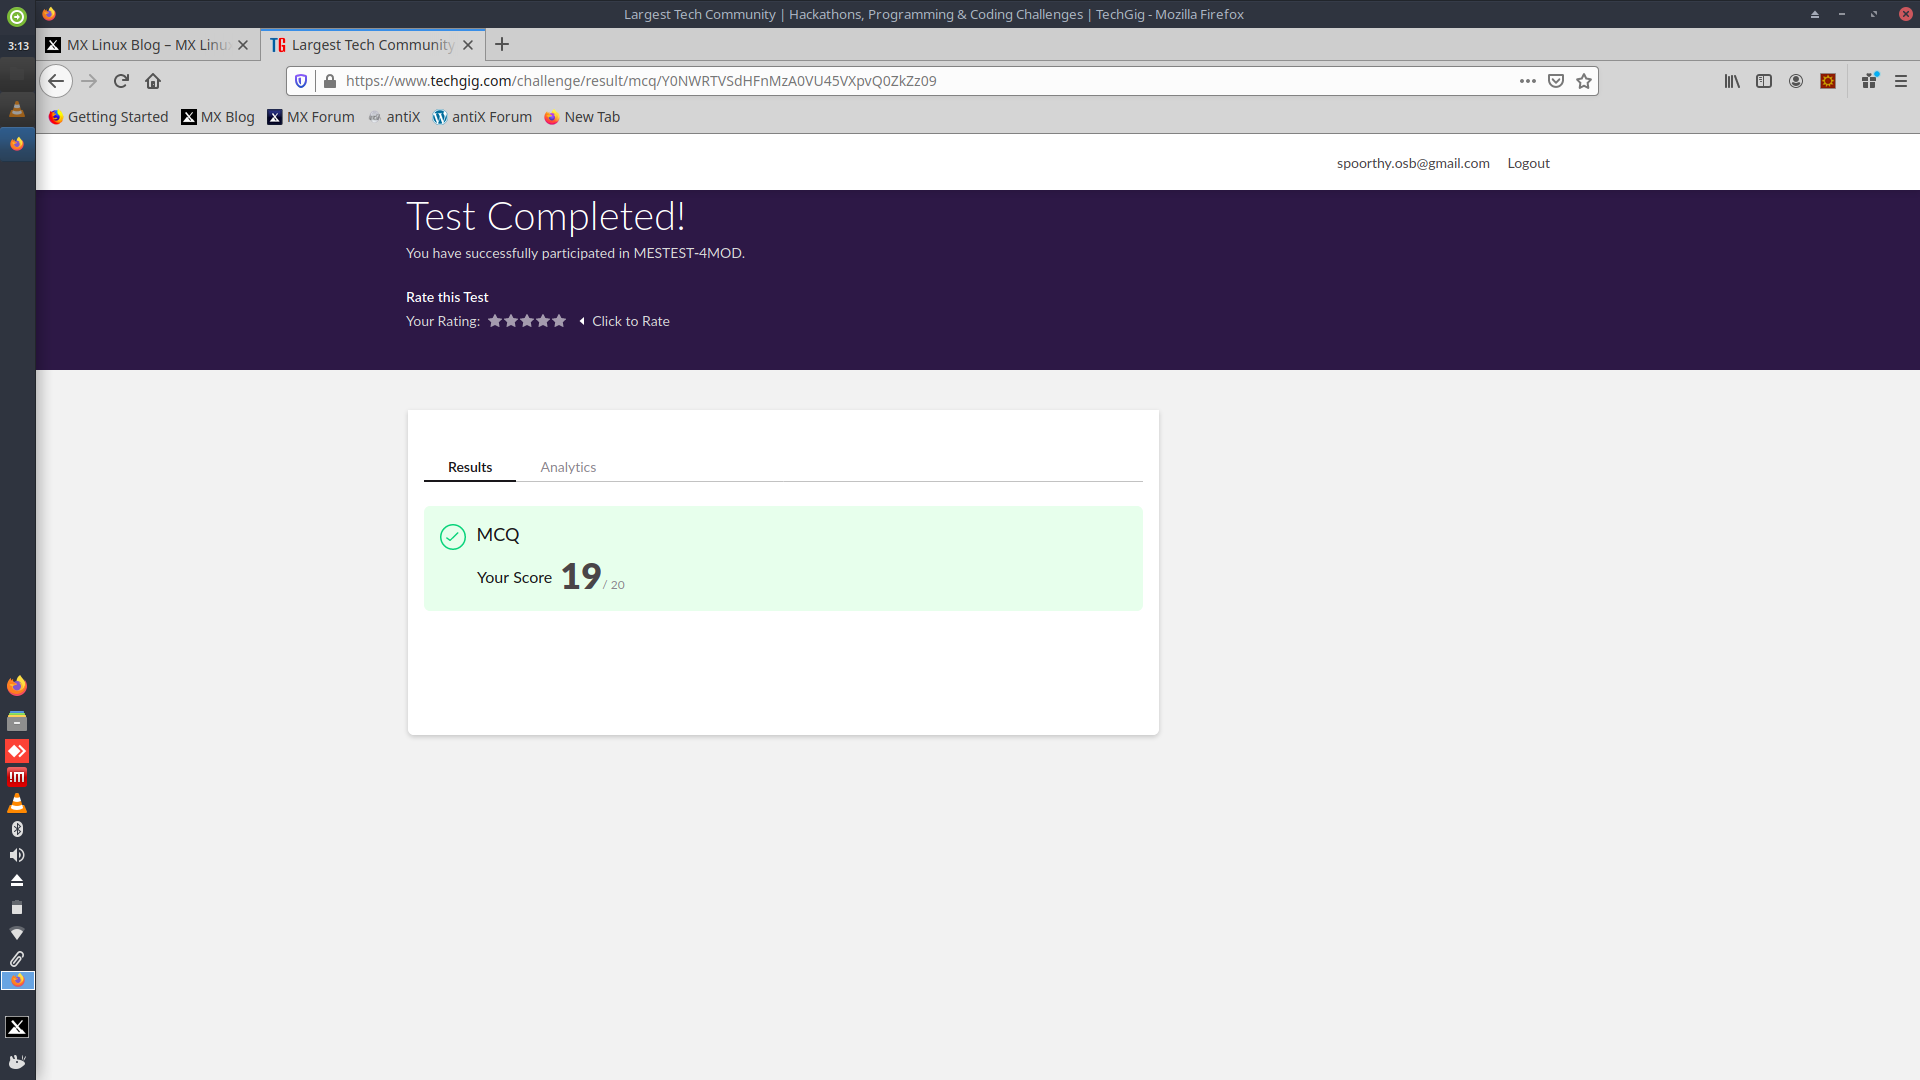 Largest Tech Community | Hackathons, Programming & Coding Challenges | TechGig - Mozilla Firefox
3:13
MX Linux Blog – MX Linu
TG Largest Tech Community
https://www.techgig.com/challenge/result/mcq/Y0NWRTVSdHFnMzA0VU45VXpvQ0ZkZz09
Getting Started
MX Blog
MX Forum
antiX
antiX Forum
New Tab
spoorthy.osb@gmail.com
Logout
Test Completed!
You have successfully participated in MESTEST-4MOD.
Rate this Test
Your Rating:
Click to Rate
Results
Analytics
MCQ
Your Score 19 / 20
!m